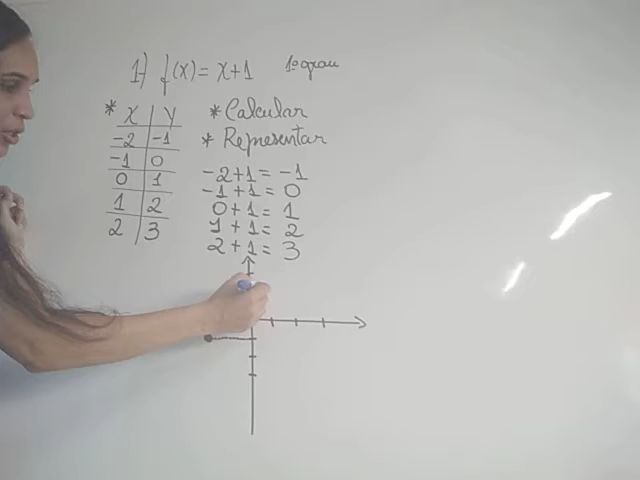 1) f(x) = x+1 1º grau
* X | Y
-2 | -1
-1 | 0
0 | 1
1 | 2
2 | 3
* Calcular
* Representar
-2+1 = -1
-1+1 = 0
0+1 = 1
1+1 = 2
2+1 = 3